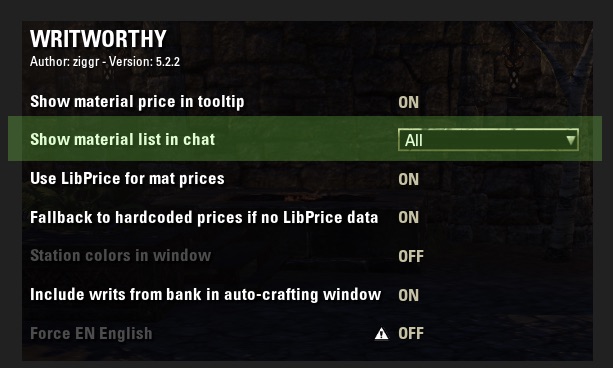 WRITWORTHY
Author: ziggr - Version: 5.2.2
Show material price in tooltip ON
Show material list in chat All
Use LibPrice for mat prices ON
Fallback to hardcoded prices if no LibPrice data ON
Station colors in window OFF
Include writs from bank in auto-crafting window ON
Force EN English OFF